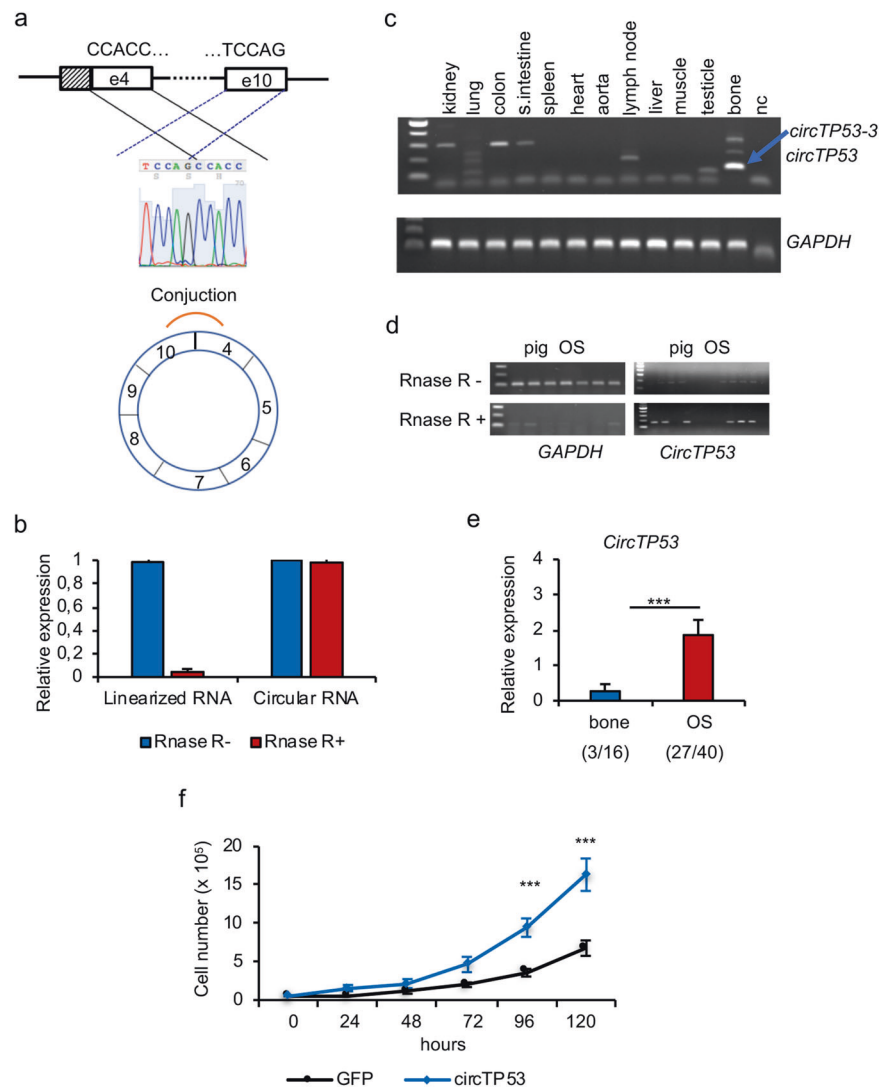 a
CCACC... ...TCCAG
e4 e10
T C C A G C C A C C
S S R
70
Conjuction
10 4
9 5
8 6
7
b
Relative expression
1
0,8
0,6
0,4
0,2
0
Linearized RNA Circular RNA
Rnase R- Rnase R+
c
kidney
lung
colon
s.intestine
spleen
heart
aorta
lymph node
liver
muscle
testicle
bone
nc
circTP53-3
circTP53
GAPDH
d
pig OS pig OS
Rnase R -
Rnase R +
GAPDH CircTP53
e
CircTP53
Relative expression
4
3
2
1
0
***
bone OS
(3/16) (27/40)
f
Cell number (x 10⁵)
20
15
10
5
0
***
***
0 24 48 72 96 120
hours
GFP circTP53